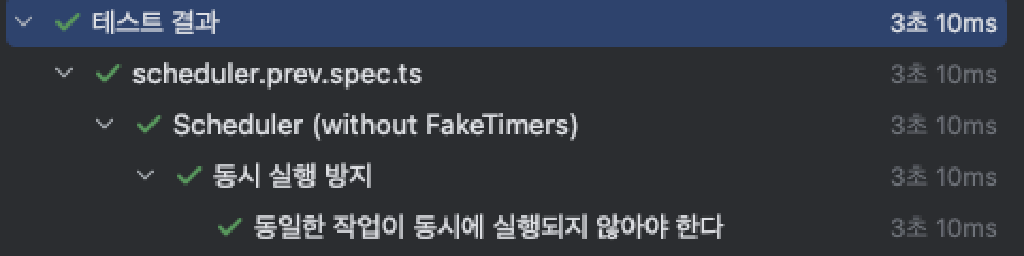 테스트 결과 3초 10ms
scheduler.prev.spec.ts 3초 10ms
Scheduler (without FakeTimers) 3초 10ms
동시 실행 방지 3초 10ms
동일한 작업이 동시에 실행되지 않아야 한다 3초 10ms